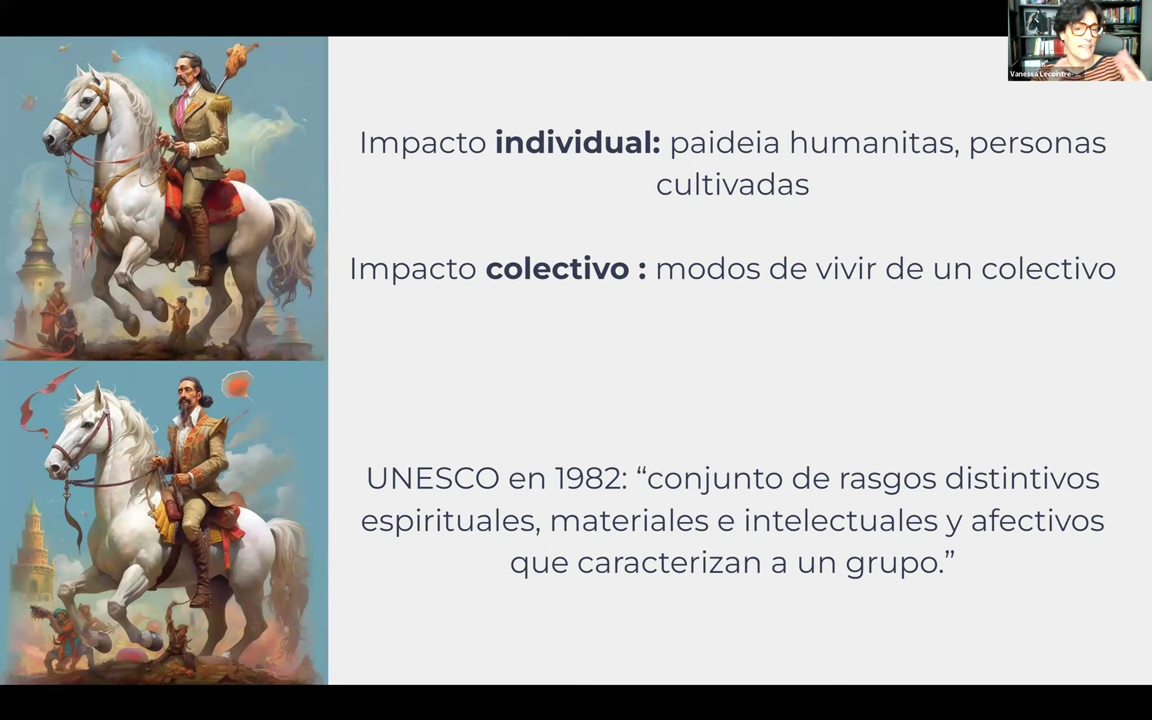 Vanessa Lecointre
Impacto individual: paideia humanitas, personas
cultivadas
Impacto colectivo : modos de vivir de un colectivo
UNESCO en 1982: “conjunto de rasgos distintivos
espirituales, materiales e intelectuales y afectivos
que caracterizan a un grupo.”